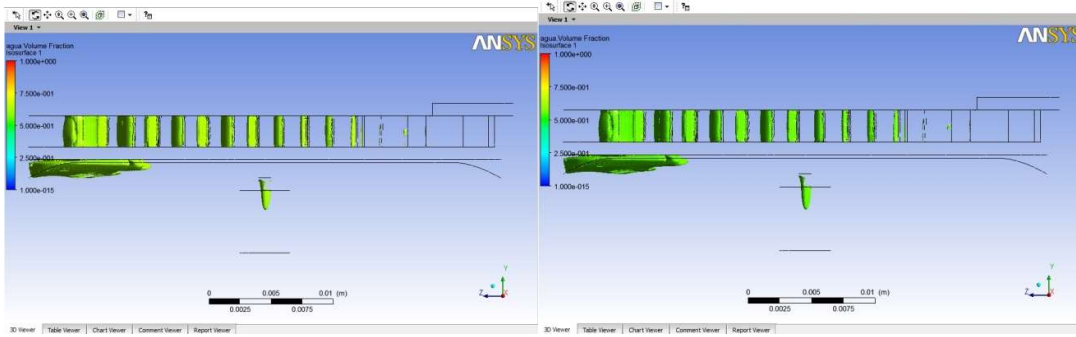 View 1
agua.Volume Fraction
Isosurface 1
1.000e+000
7.500e-001
5.000e-001
2.500e-001
1.000e-015
ANSYS
0 0.005 0.01 (m)
0.0025 0.0075
Y
Z X
3D Viewer Table Viewer Chart Viewer Comment Viewer Report Viewer
View 1
agua.Volume Fraction
Isosurface 1
1.000e+000
7.500e-001
5.000e-001
2.500e-001
1.000e-015
ANSYS
0 0.005 0.01 (m)
0.0025 0.0075
Y
Z X
3D Viewer Table Viewer Chart Viewer Comment Viewer Report Viewer